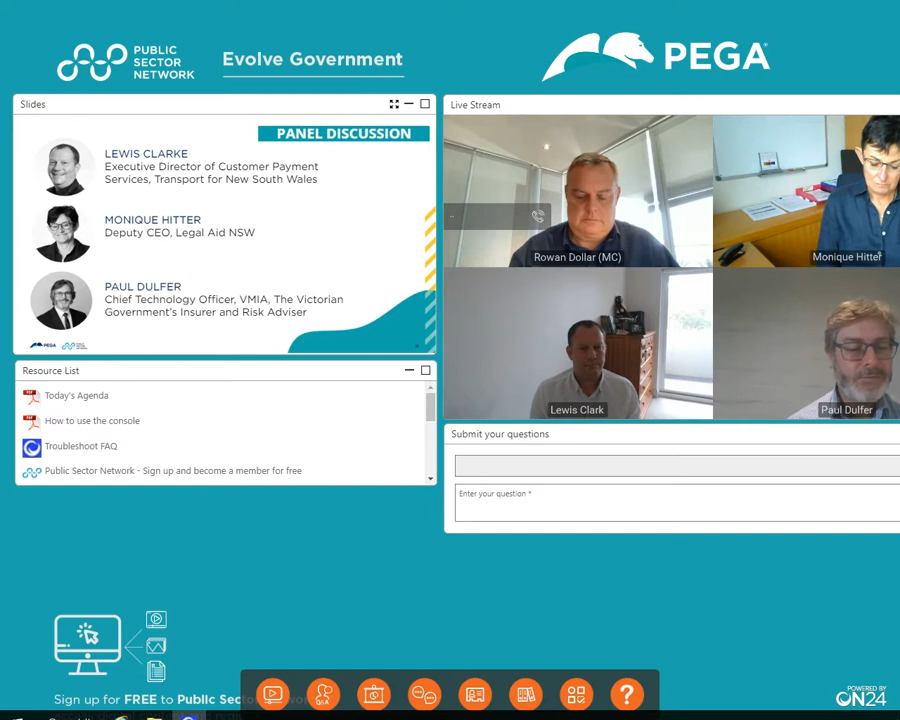 PUBLIC
SECTOR
NETWORK
Evolve Government
PEGA
Slides
PANEL DISCUSSION
LEWIS CLARKE
Executive Director of Customer Payment
Services, Transport for New South Wales
MONIQUE HITTER
Deputy CEO, Legal Aid NSW
PAUL DULFER
Chief Technology Officer, VMIA, The Victorian
Government's Insurer and Risk Adviser
PEGA
Live Stream
Rowan Dollar (MC)
Monique Hitter
Lewis Clark
Paul Dulfer
Resource List
Today's Agenda
How to use the console
Troubleshoot FAQ
Public Sector Network - Sign up and become a member for free
Submit your questions
Enter your question *
Sign up for FREE to Public Sec
Q&A
?
POWERED BY
ON24